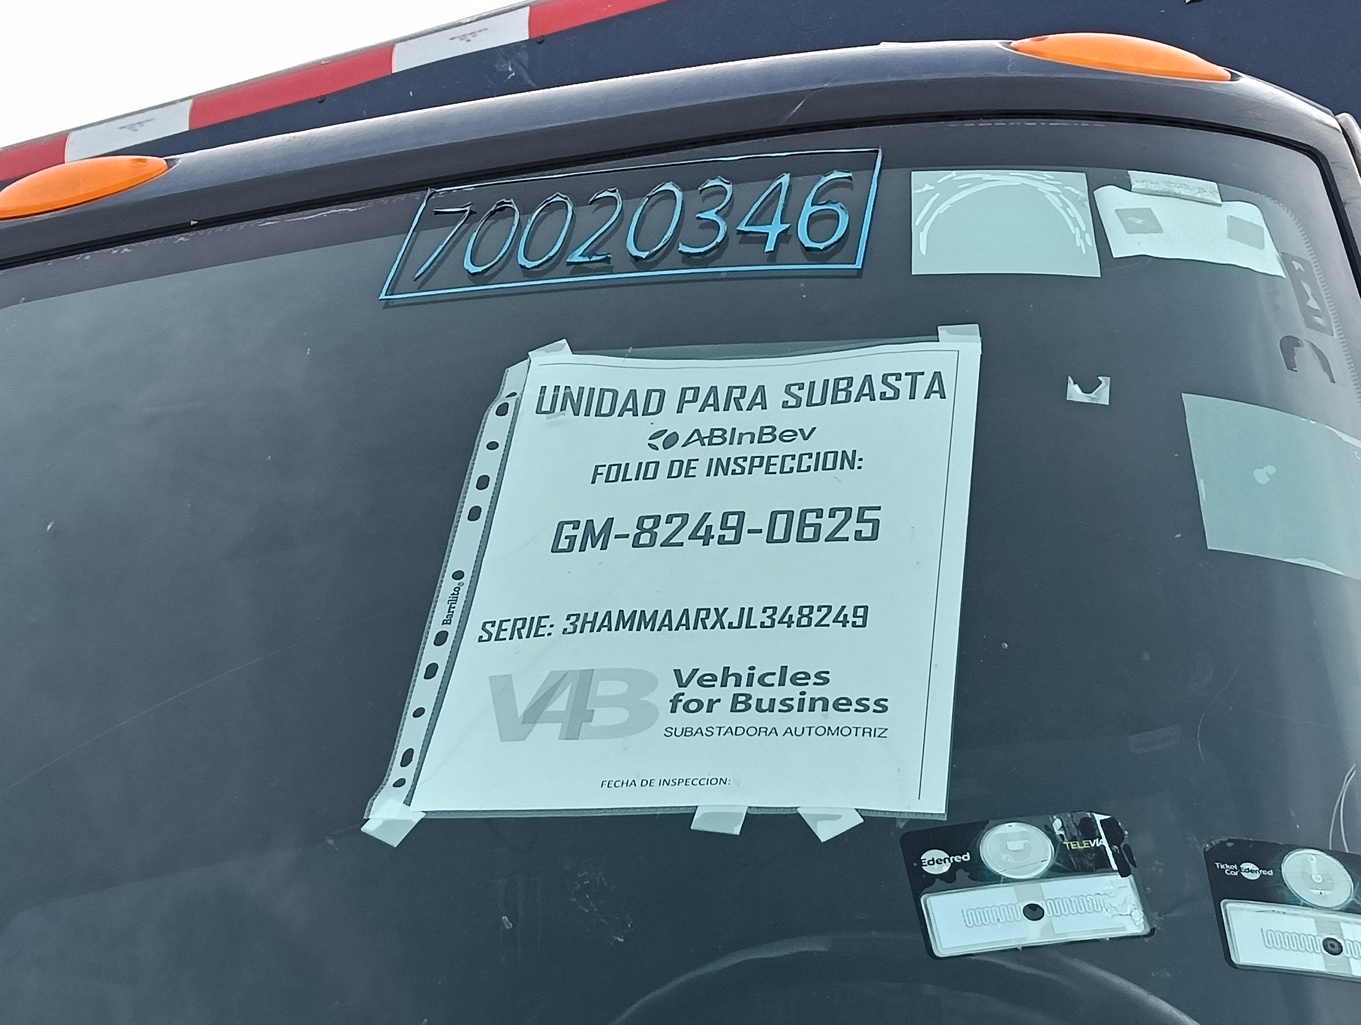 70020346
UNIDAD PARA SUBASTA
ABInBev
FOLIO DE INSPECCION:
GM-8249-0625
SERIE: 3HAMMAARXJL348249
V4B Vehicles
for Business
SUBASTADORA AUTOMOTRIZ
FECHA DE INSPECCION:
Barrilito
Edenred
TELEVIA
Ticket
Car Edenred